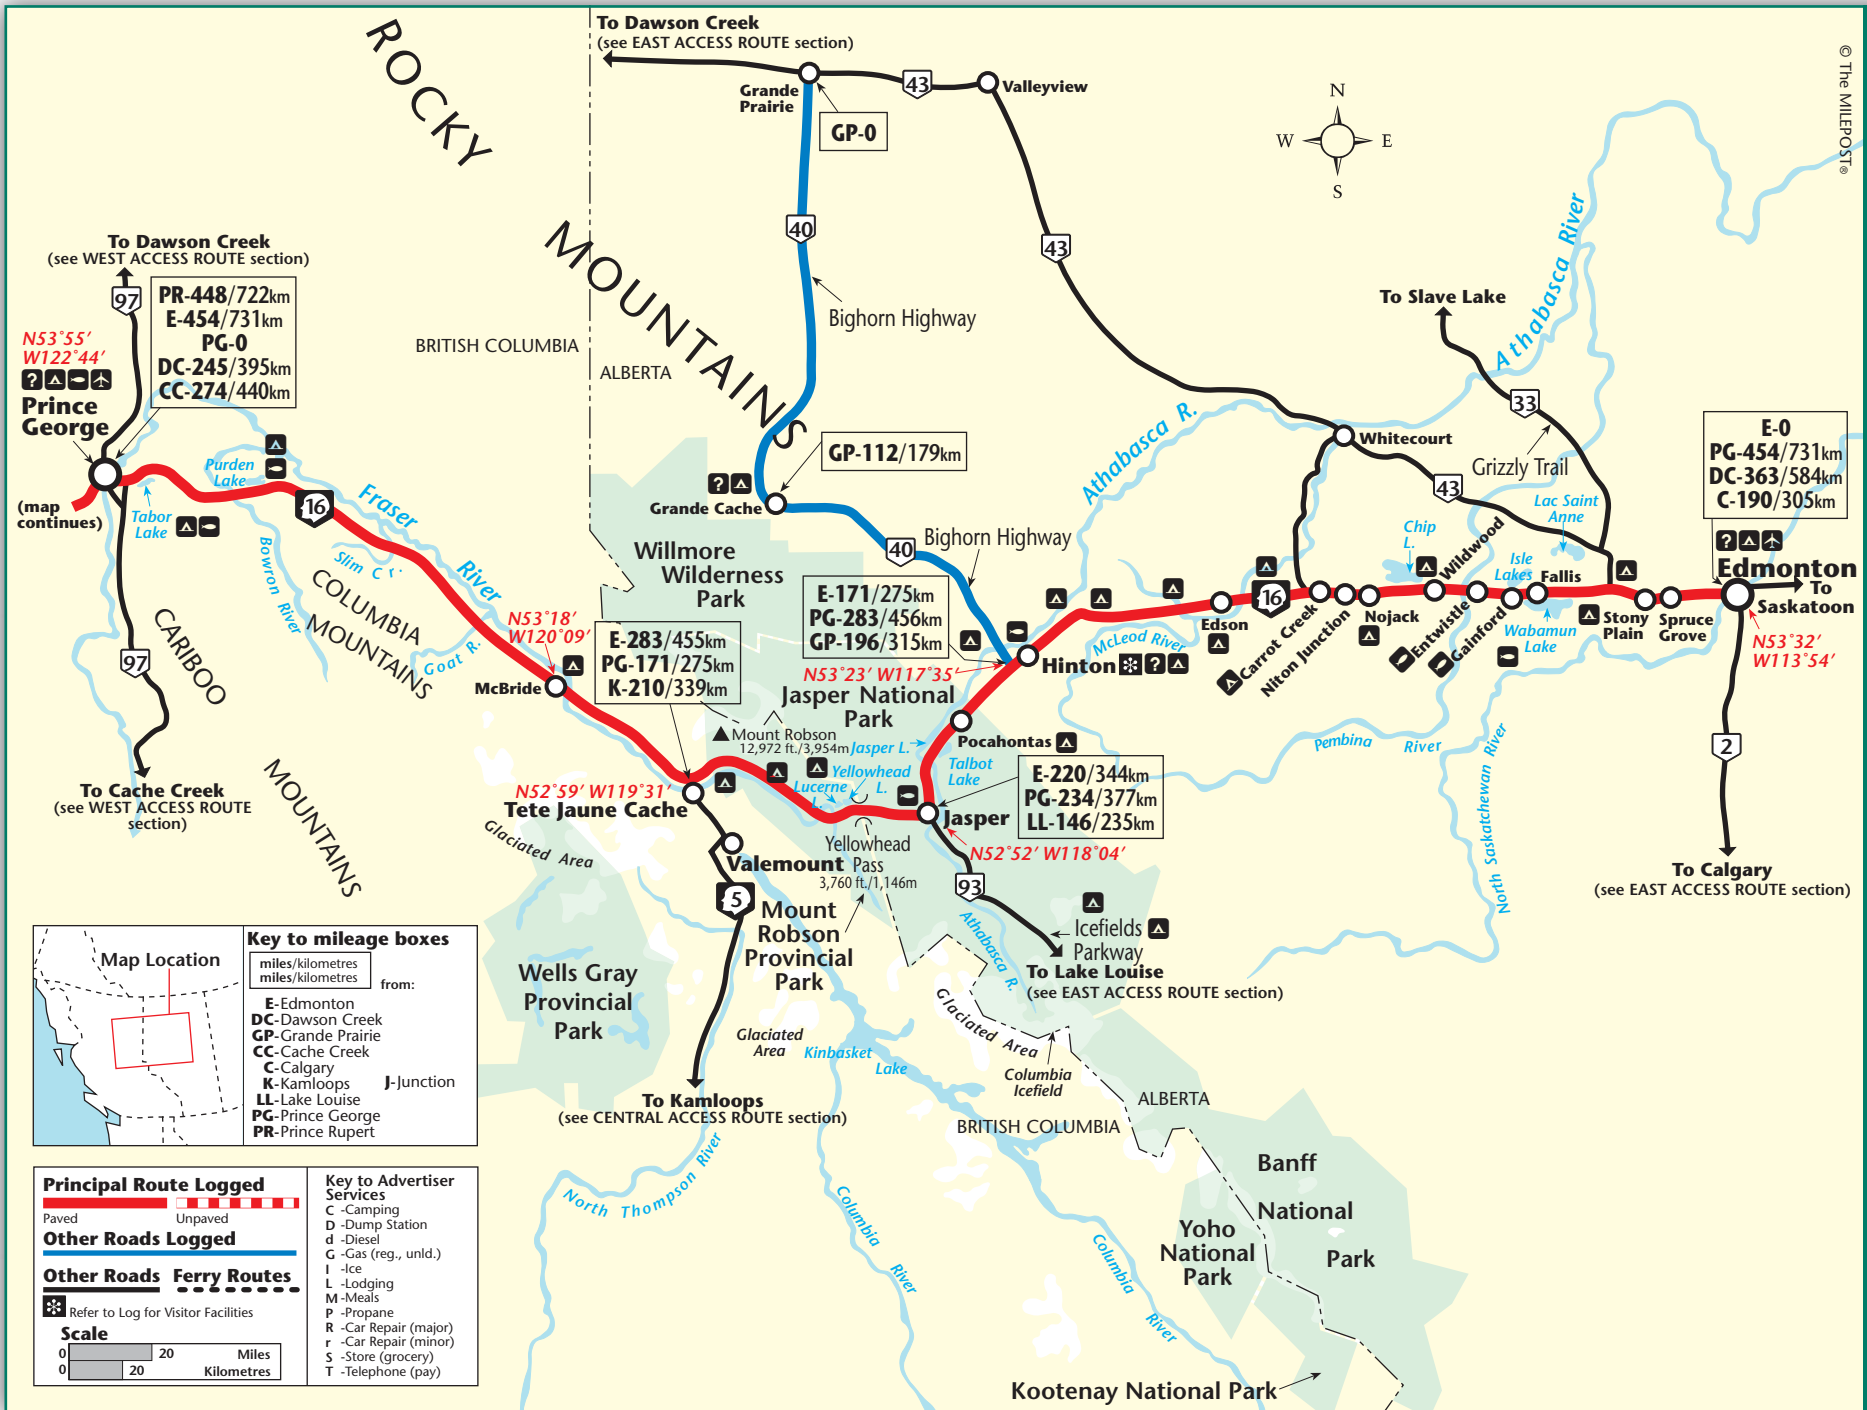 To Dawson Creek
(see EAST ACCESS ROUTE section)
© The MILEPOST®
ROCKY
MOUNTAINS
Grande
Prairie
43
Valleyview
GP-0
N
W
E
S
40
43
Bighorn Highway
To Dawson Creek
(see WEST ACCESS ROUTE section)
97
PR-448/722km
E-454/731km
PG-0
DC-245/395km
CC-274/440km
N53°55′
W122°44′
?
Prince
George
(map
continues)
BRITISH COLUMBIA
ALBERTA
To Slave Lake
Athabasca River
33
Grizzly Trail
Whitecourt
43
Athabasca R.
GP-112/179km
?
Grande Cache
40
Bighorn Highway
E-0
PG-454/731km
DC-363/584km
C-190/305km
?
Edmonton
To
Saskatoon
N53°32′
W113°54′
Purden
Lake
Tabor
Lake
16
Fraser
River
Bowron River
Slim Cr.
Goat R.
COLUMBIA
MOUNTAINS
CARIBOO
MOUNTAINS
97
To Cache Creek
(see WEST ACCESS ROUTE
section)
N53°18′
W120°09′
McBride
Willmore
Wilderness
Park
E-283/455km
PG-171/275km
K-210/339km
E-171/275km
PG-283/456km
GP-196/315km
N53°23′ W117°35′
Hinton
?
Jasper National
Park
McLeod River
Edson
16
Carrot Creek
Niton Junction
Nojack
Chip
L.
Wildwood
Entwistle
Gainford
Isle
Lakes
Fallis
Lac Saint
Anne
Wabamun
Lake
Stony
Plain
Spruce
Grove
Pembina River
North Saskatchewan River
2
To Calgary
(see EAST ACCESS ROUTE section)
Mount Robson
12,972 ft./3,954m
Jasper L.
Pocahontas
Talbot
Lake
Yellowhead
L.
Lucerne
L.
N52°59′ W119°31′
Tete Jaune Cache
Jasper
E-220/344km
PG-234/377km
LL-146/235km
N52°52′ W118°04′
Glaciated Area
Valemount
Yellowhead
Pass
3,760 ft./1,146m
5
93
Athabasca R.
Icefields
Parkway
To Lake Louise
(see EAST ACCESS ROUTE section)
Mount
Robson
Provincial
Park
Wells Gray
Provincial
Park
Glaciated
Area
Kinbasket
Lake
Glaciated Area
Columbia
Icefield
To Kamloops
(see CENTRAL ACCESS ROUTE section)
North Thompson River
ALBERTA
BRITISH COLUMBIA
Columbia
River
Columbia
River
Banff
National
Park
Yoho
National
Park
Kootenay National Park
Map Location
Key to mileage boxes
miles/kilometres
miles/kilometres
from:
E-Edmonton
DC-Dawson Creek
GP-Grande Prairie
CC-Cache Creek
C-Calgary
K-Kamloops
J-Junction
LL-Lake Louise
PG-Prince George
PR-Prince Rupert
Principal Route Logged
Paved
Unpaved
Other Roads Logged
Other Roads
Ferry Routes
Refer to Log for Visitor Facilities
Scale
0 20 Miles
0 20 Kilometres
Key to Advertiser
Services
C -Camping
D -Dump Station
d -Diesel
G -Gas (reg., unld.)
I -Ice
L -Lodging
M -Meals
P -Propane
R -Car Repair (major)
r -Car Repair (minor)
S -Store (grocery)
T -Telephone (pay)